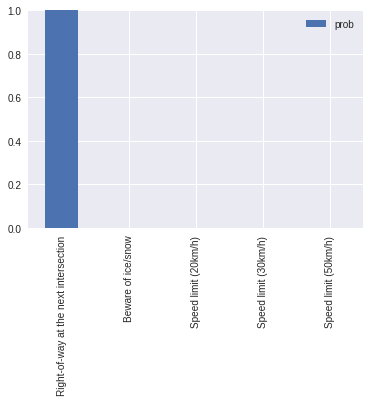 1.0
prob
0.8
0.6
0.4
0.2
0.0
Right-of-way at the next intersection
Beware of ice/snow
Speed limit (20km/h)
Speed limit (30km/h)
Speed limit (50km/h)